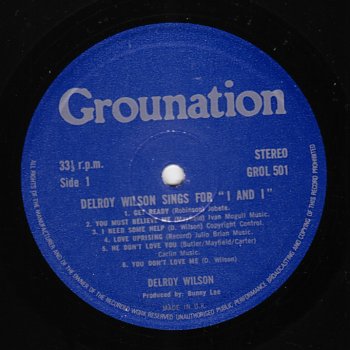 Grounation
33⅓ r.p.m.
Side 1
STEREO
GROL 501
DELROY WILSON SINGS FOR "I AND I"
1. GET READY (Robinson) Jobete.
2. YOU MUST BELIEVE ME (Mayfield) Ivan Mogull Music.
3. I NEED SOME HELP (D. Wilson) Copyright Control.
4. LOVE UPRISING (Record) Julio Brian Music.
5. HE DON'T LOVE YOU (Butler/Mayfield/Carter)
Carlin Music.
6. YOU DON'T LOVE ME (D. Wilson)
DELROY WILSON
Produced by: Bunny Lee
MADE IN U.K.
ALL RIGHTS OF THE MANUFACTURER AND OF THE OWNER OF THE RECORDED WORK RESERVED UNAUTHORISED PUBLIC PERFORMANCE BROADCASTING AND COPYING OF THIS RECORD PROHIBITED